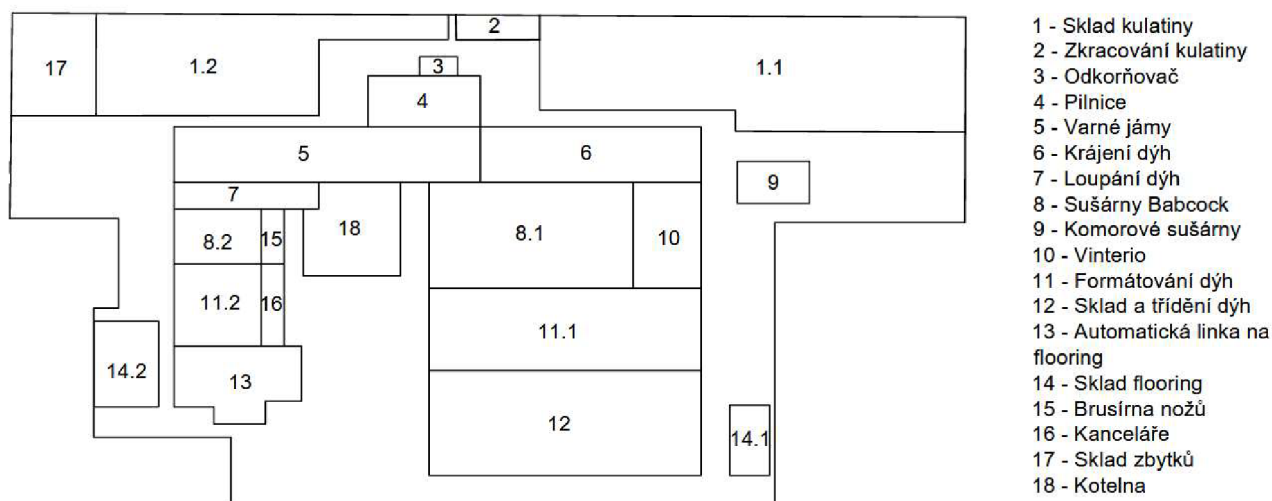 1 - Sklad kulatiny
2 - Zkracování kulatiny
3 - Odkorňovač
4 - Pilnice
5 - Varné jámy
6 - Krájení dýh
7 - Loupání dýh
8 - Sušárny Babcock
9 - Komorové sušárny
10 - Vinterio
11 - Formátování dýh
12 - Sklad a třídění dýh
13 - Automatická linka na
flooring
14 - Sklad flooring
15 - Brusírna nožů
16 - Kanceláře
17 - Sklad zbytků
18 - Kotelna
2
17
1.2
1.1
3
4
5
6
9
7
18
8.2
15
8.1
10
11.2
16
11.1
14.2
13
12
14.1